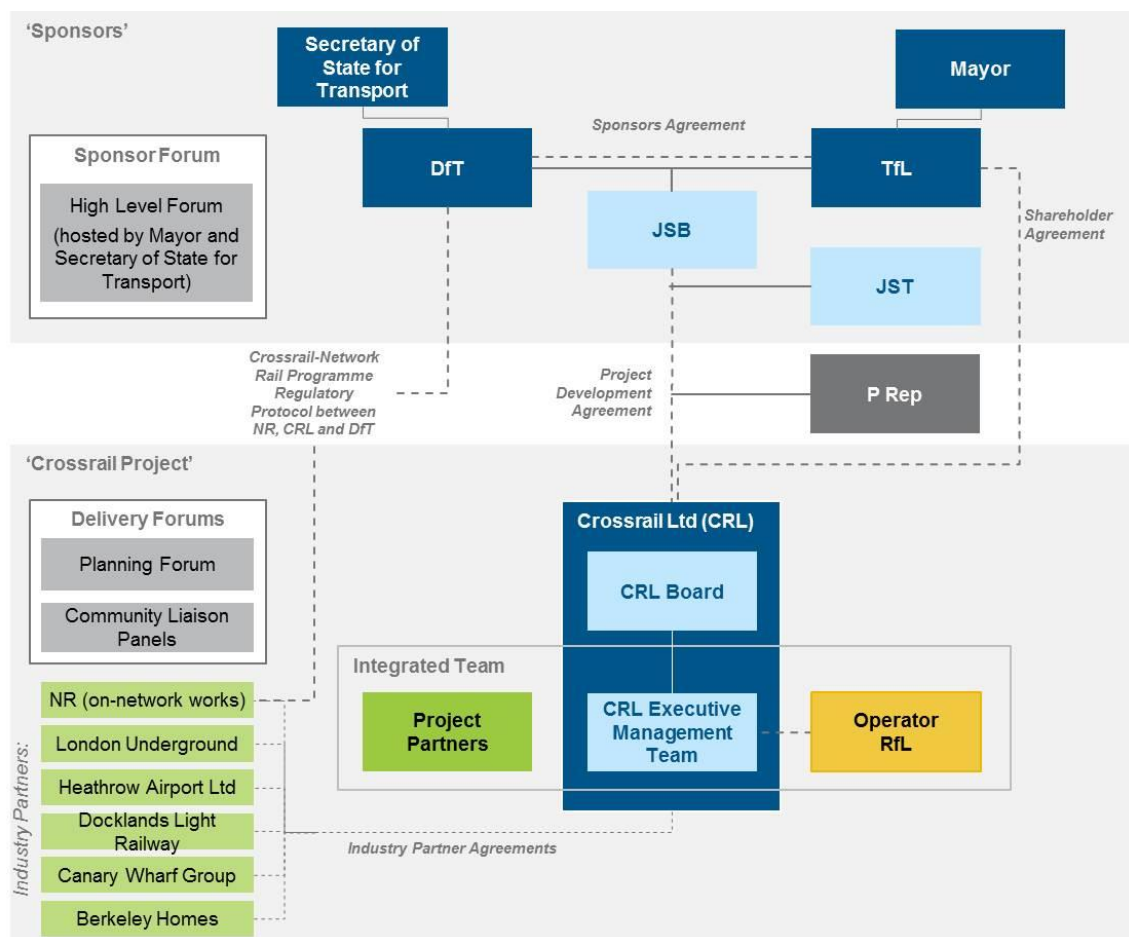 'Sponsors'
Secretary of
State for
Transport
Mayor
Sponsors Agreement
Sponsor Forum
High Level Forum
(hosted by Mayor and
Secretary of State for
Transport)
DfT
TfL
JSB
Shareholder
Agreement
JST
Crossrail-Network
Rail Programme
Regulatory
Protocol between
NR, CRL and DfT
Project
Development
Agreement
P Rep
'Crossrail Project'
Delivery Forums
Planning Forum
Community Liaison
Panels
Crossrail Ltd (CRL)
CRL Board
Integrated Team
Project
Partners
CRL Executive
Management
Team
Operator
RfL
Industry Partners:
NR (on-network works)
London Underground
Heathrow Airport Ltd
Docklands Light
Railway
Canary Wharf Group
Berkeley Homes
Industry Partner Agreements